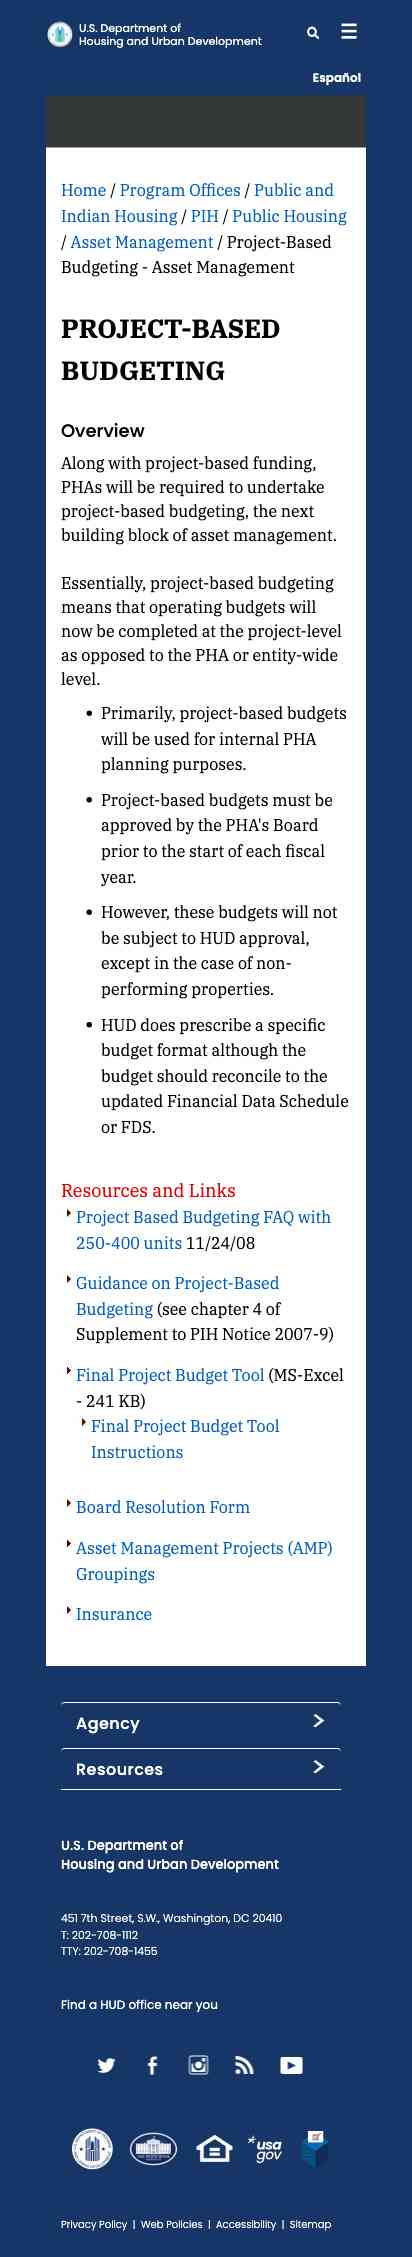 U.S. Department of
Housing and Urban Development
Español
Home / Program Offices / Public and
Indian Housing / PIH / Public Housing
/ Asset Management / Project-Based
Budgeting - Asset Management
PROJECT-BASED
BUDGETING
Overview
Along with project-based funding,
PHAs will be required to undertake
project-based budgeting, the next
building block of asset management.
Essentially, project-based budgeting
means that operating budgets will
now be completed at the project-level
as opposed to the PHA or entity-wide
level.
• Primarily, project-based budgets
will be used for internal PHA
planning purposes.
• Project-based budgets must be
approved by the PHA's Board
prior to the start of each fiscal
year.
• However, these budgets will not
be subject to HUD approval,
except in the case of non-
performing properties.
• HUD does prescribe a specific
budget format although the
budget should reconcile to the
updated Financial Data Schedule
or FDS.
Resources and Links
Project Based Budgeting FAQ with
250-400 units 11/24/08
Guidance on Project-Based
Budgeting (see chapter 4 of
Supplement to PIH Notice 2007-9)
Final Project Budget Tool (MS-Excel
- 241 KB)
Final Project Budget Tool
Instructions
Board Resolution Form
Asset Management Projects (AMP)
Groupings
Insurance
Agency
Resources
U.S. Department of
Housing and Urban Development
451 7th Street, S.W., Washington, DC 20410
T: 202-708-1112
TTY: 202-708-1455
Find a HUD office near you
usa
gov
Privacy Policy | Web Policies | Accessibility | Sitemap